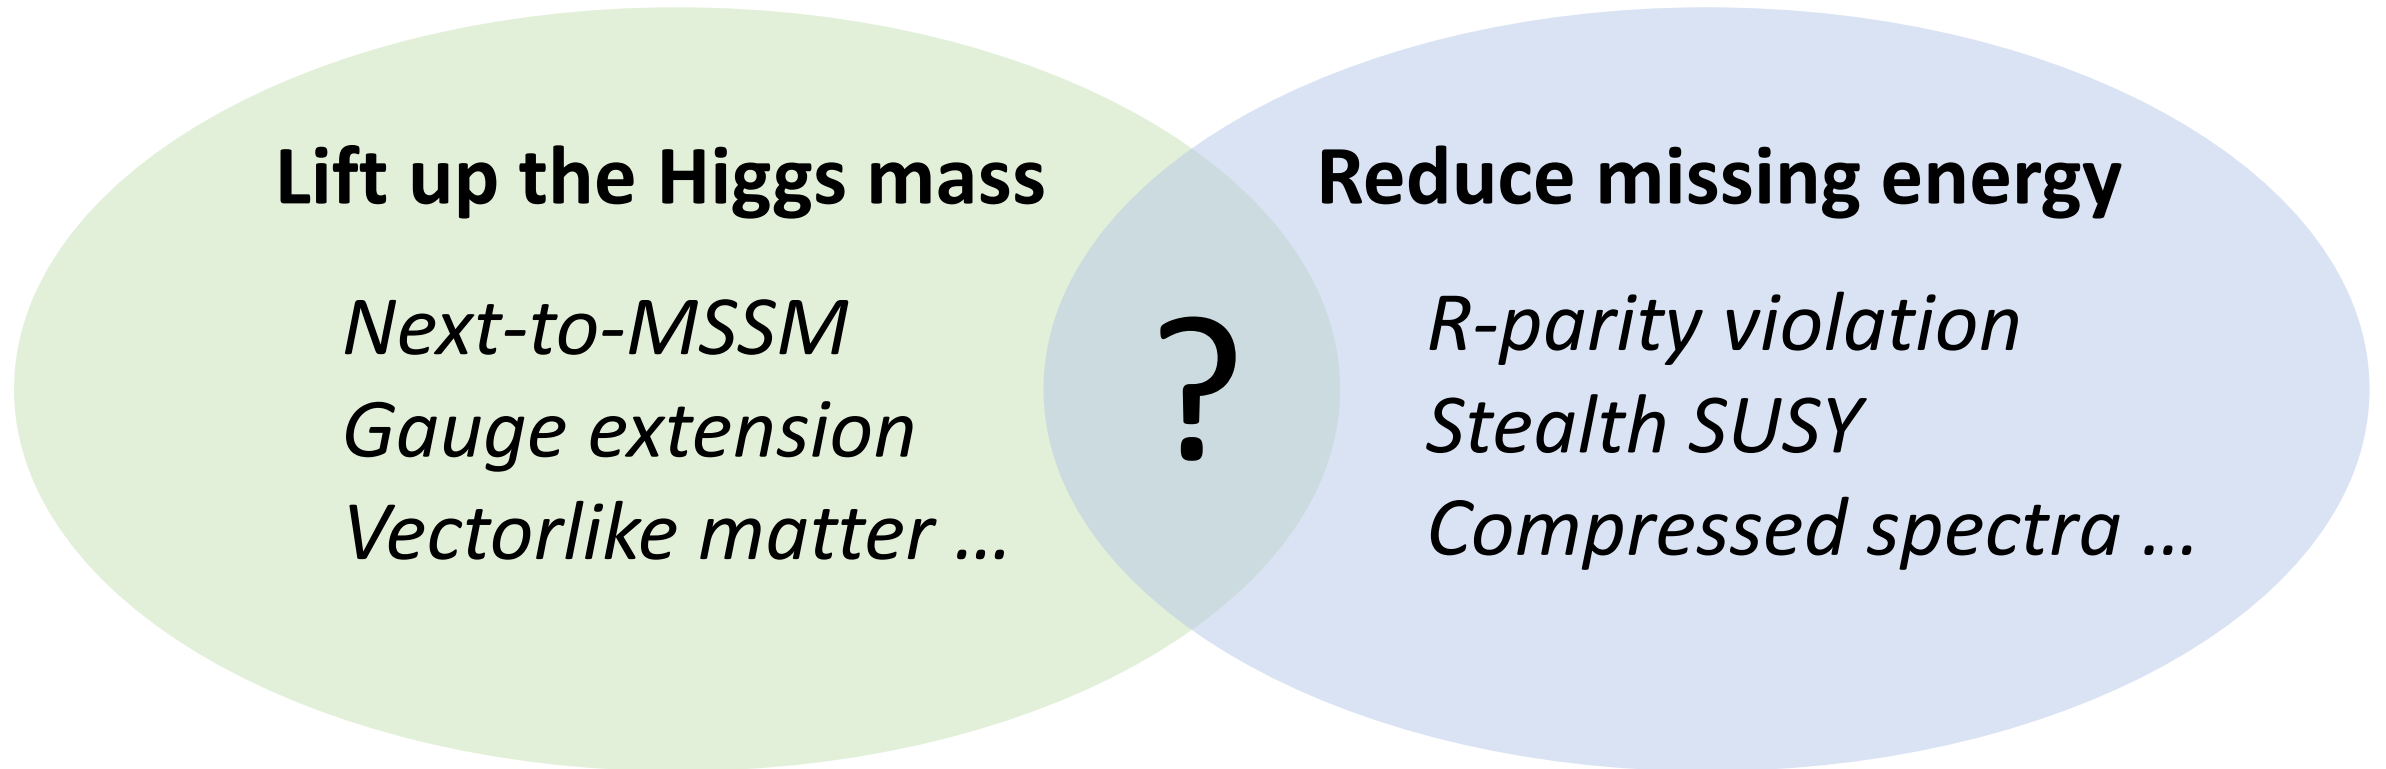 Lift up the Higgs mass
Next-to-MSSM
Gauge extension
Vectorlike matter ...
?
Reduce missing energy
R-parity violation
Stealth SUSY
Compressed spectra ...